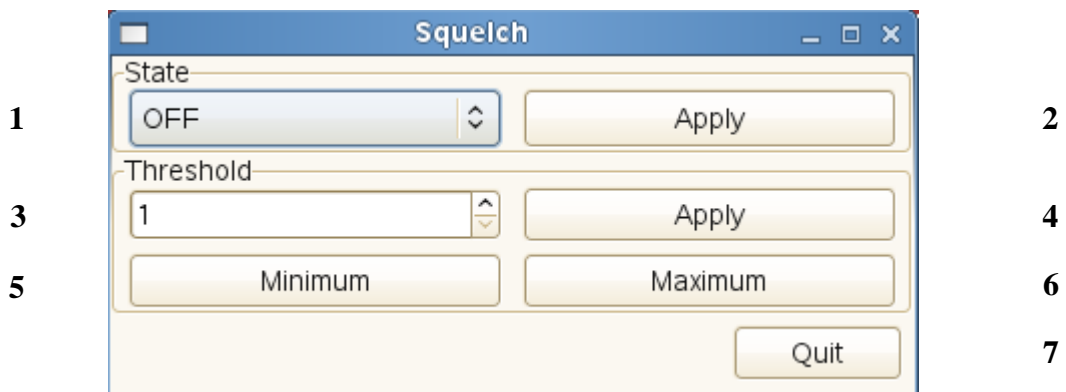 Squelch
State
1 OFF Apply 2
Threshold
3 1 Apply 4
5 Minimum Maximum 6
Quit 7